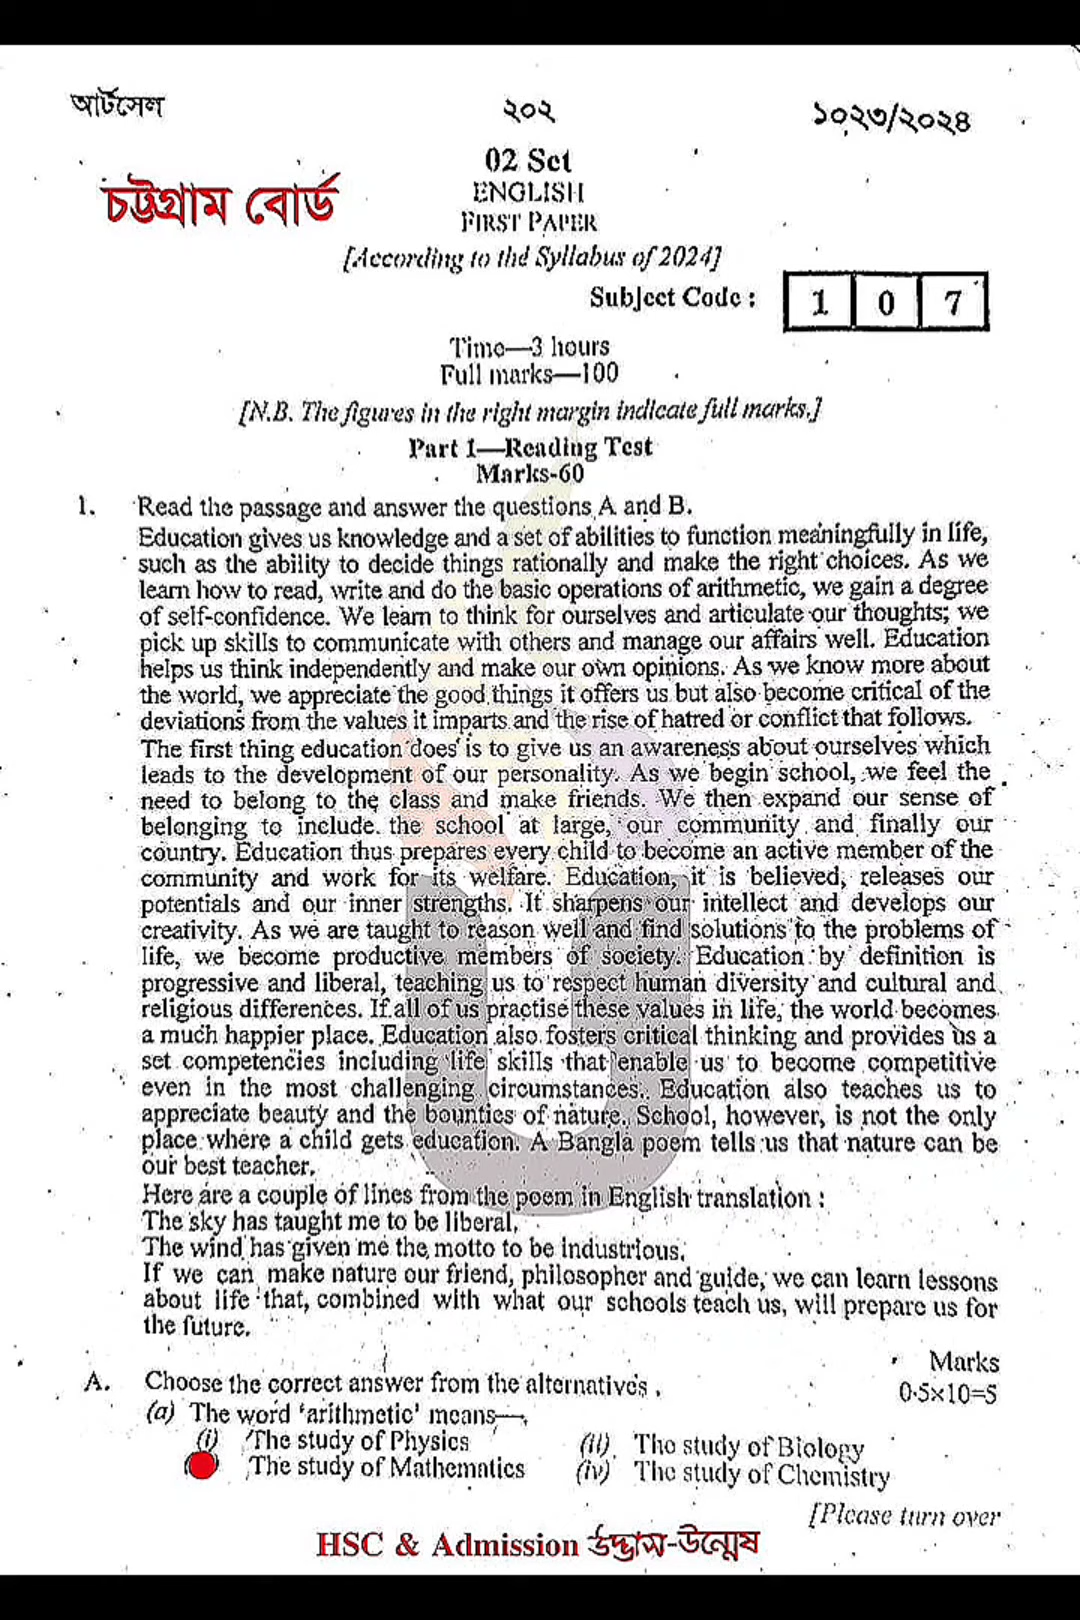 আর্টসেল
২০২
১০২৩/২০২৪
চট্টগ্রাম বোর্ড
02 Set
ENGLISH
FIRST PAPER
[According to the Syllabus of 2024]
Subject Code : 1 0 7
Time—3 hours
Full marks—100
[N.B. The figures in the right margin indicate full marks.]
Part I—Reading Test
Marks-60
1. Read the passage and answer the questions A and B.
Education gives us knowledge and a set of abilities to function meaningfully in life,
such as the ability to decide things rationally and make the right choices. As we
learn how to read, write and do the basic operations of arithmetic, we gain a degree
of self-confidence. We learn to think for ourselves and articulate our thoughts; we
pick up skills to communicate with others and manage our affairs well. Education
helps us think independently and make our own opinions. As we know more about
the world, we appreciate the good things it offers us but also become critical of the
deviations from the values it imparts and the rise of hatred or conflict that follows.
The first thing education does is to give us an awareness about ourselves which
leads to the development of our personality. As we begin school, we feel the
need to belong to the class and make friends. We then expand our sense of
belonging to include the school at large, our community and finally our
country. Education thus prepares every child to become an active member of the
community and work for its welfare. Education, it is believed, releases our
potentials and our inner strengths. It sharpens our intellect and develops our
creativity. As we are taught to reason well and find solutions to the problems of
life, we become productive members of society. Education by definition is
progressive and liberal, teaching us to respect human diversity and cultural and
religious differences. If all of us practise these values in life, the world becomes
a much happier place. Education also fosters critical thinking and provides us a
set competencies including life skills that enable us to become competitive
even in the most challenging circumstances. Education also teaches us to
appreciate beauty and the bounties of nature. School, however, is not the only
place where a child gets education. A Bangla poem tells us that nature can be
our best teacher.
Here are a couple of lines from the poem in English translation :
The sky has taught me to be liberal,
The wind has given me the motto to be industrious.
If we can make nature our friend, philosopher and guide, we can learn lessons
about life that, combined with what our schools teach us, will prepare us for
the future.
Marks
A. Choose the correct answer from the alternatives. 0·5×10=5
(a) The word ‘arithmetic’ means—
(i) The study of Physics (ii) The study of Biology
The study of Mathematics (iv) The study of Chemistry
[Please turn over
HSC & Admission উদ্ভাস-উন্মেষ